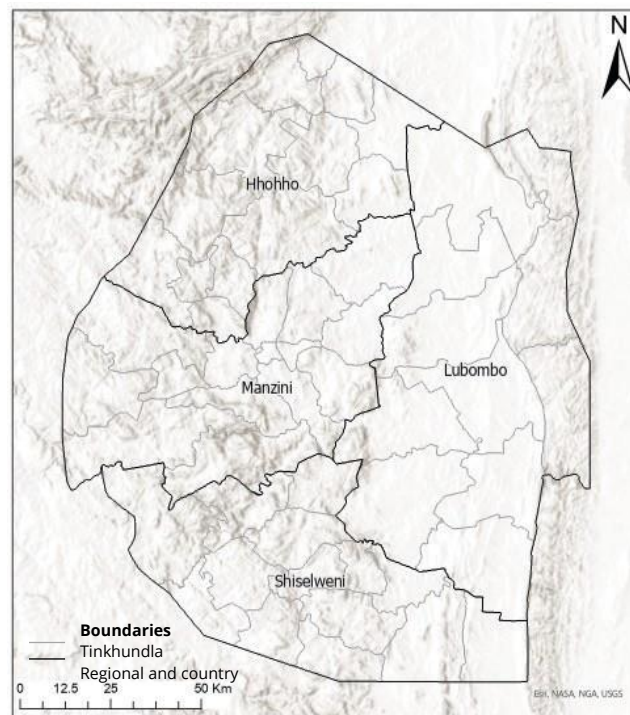 N
Hhohho
Manzini
Lubombo
Shiselweni
Boundaries
Tinkhundla
Regional and country
0 12.5 25 50 Km
Esri, NASA, NGA, USGS